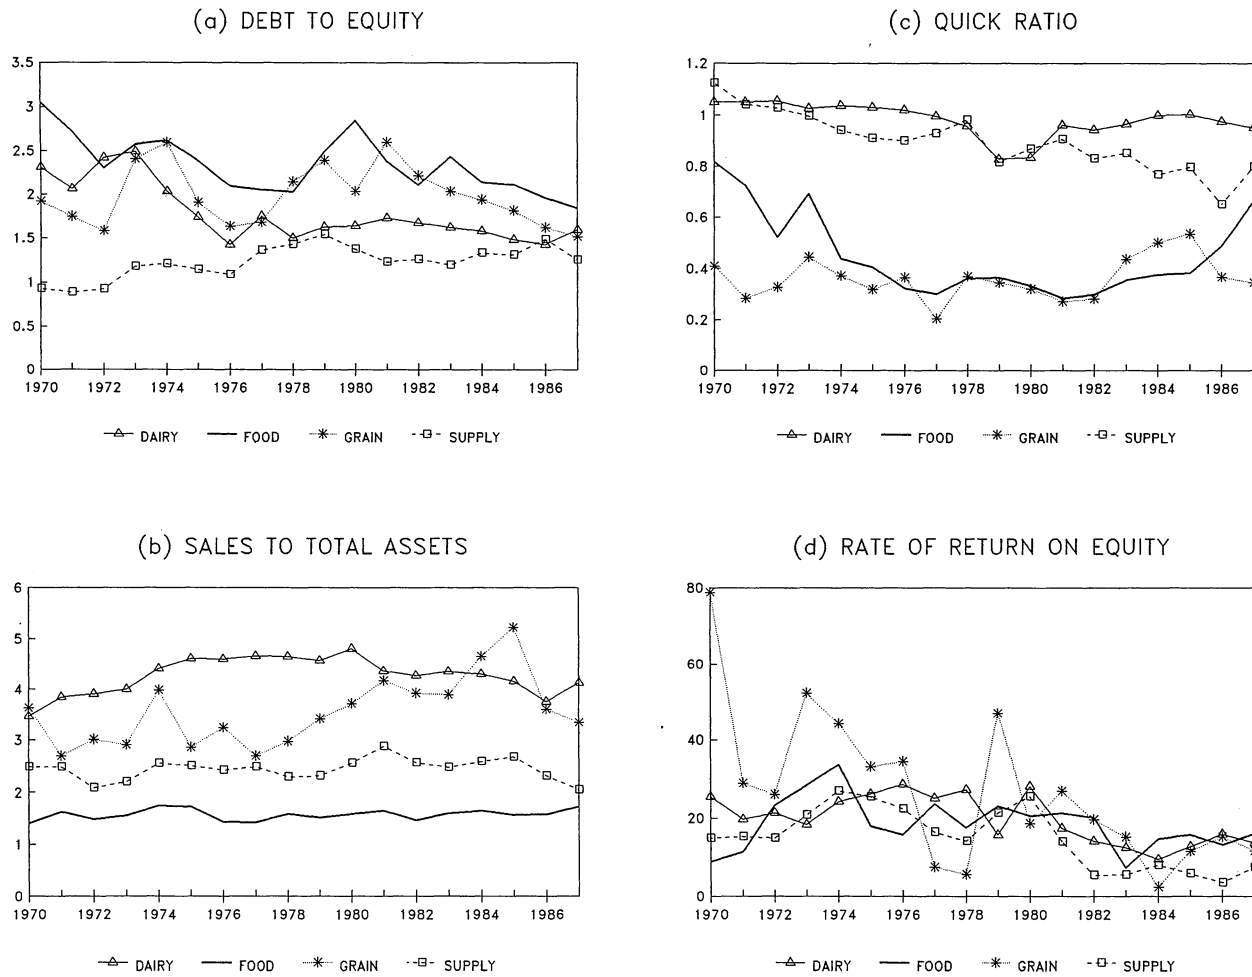 (a) DEBT TO EQUITY
3.5
3
2.5
2
1.5
1
0.5
0
1970 1972 1974 1976 1978 1980 1982 1984 1986
DAIRY FOOD GRAIN SUPPLY
(c) QUICK RATIO
1.2
1
0.8
0.6
0.4
0.2
0
1970 1972 1974 1976 1978 1980 1982 1984 1986
DAIRY FOOD GRAIN SUPPLY
(b) SALES TO TOTAL ASSETS
6
5
4
3
2
1
0
1970 1972 1974 1976 1978 1980 1982 1984 1986
DAIRY FOOD GRAIN SUPPLY
(d) RATE OF RETURN ON EQUITY
80
60
40
20
0
1970 1972 1974 1976 1978 1980 1982 1984 1986
DAIRY FOOD GRAIN SUPPLY